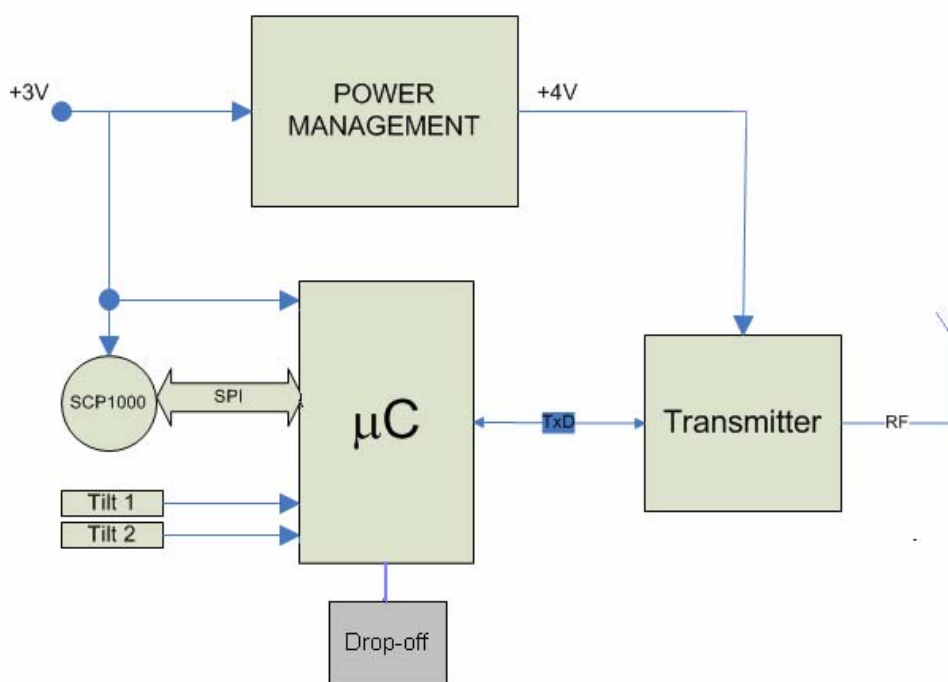 +3V
POWER
MANAGEMENT
+4V
SCP1000
SPI
μC
TxD
Transmitter
RF
Tilt 1
Tilt 2
Drop-off